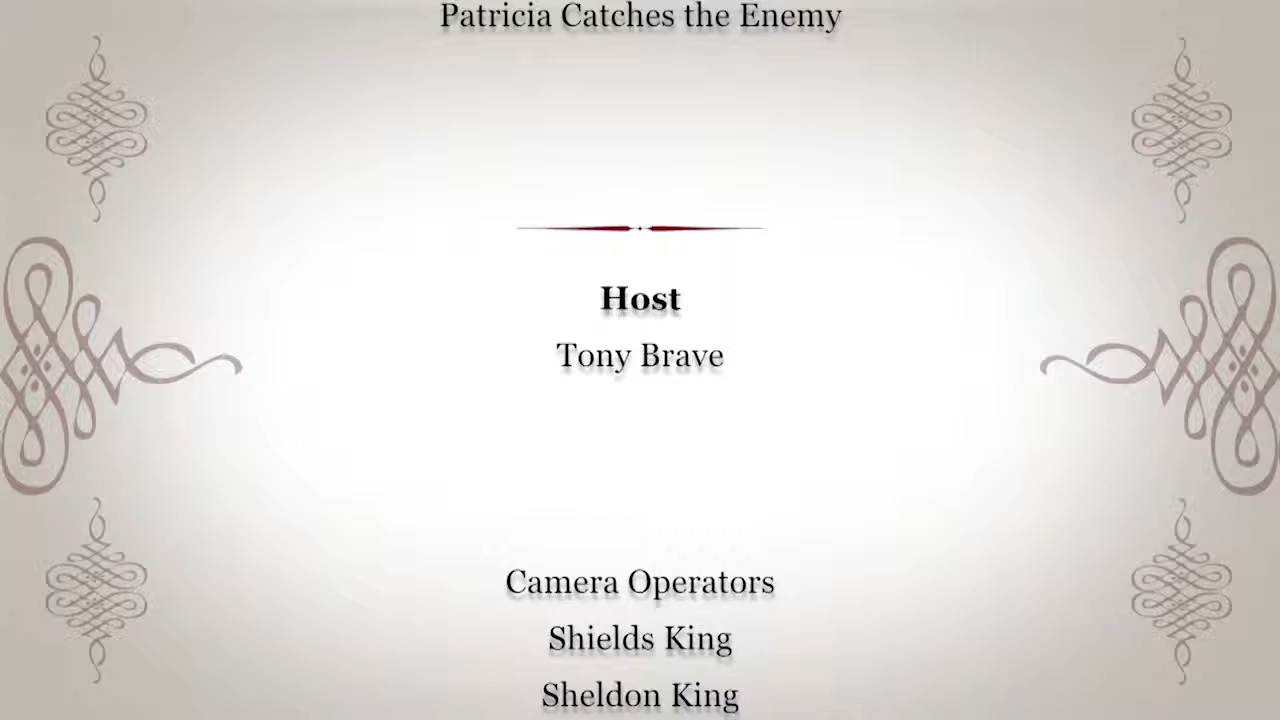 Patricia Catches the Enemy
Host
Tony Brave
Camera Operators
Shields King
Sheldon King